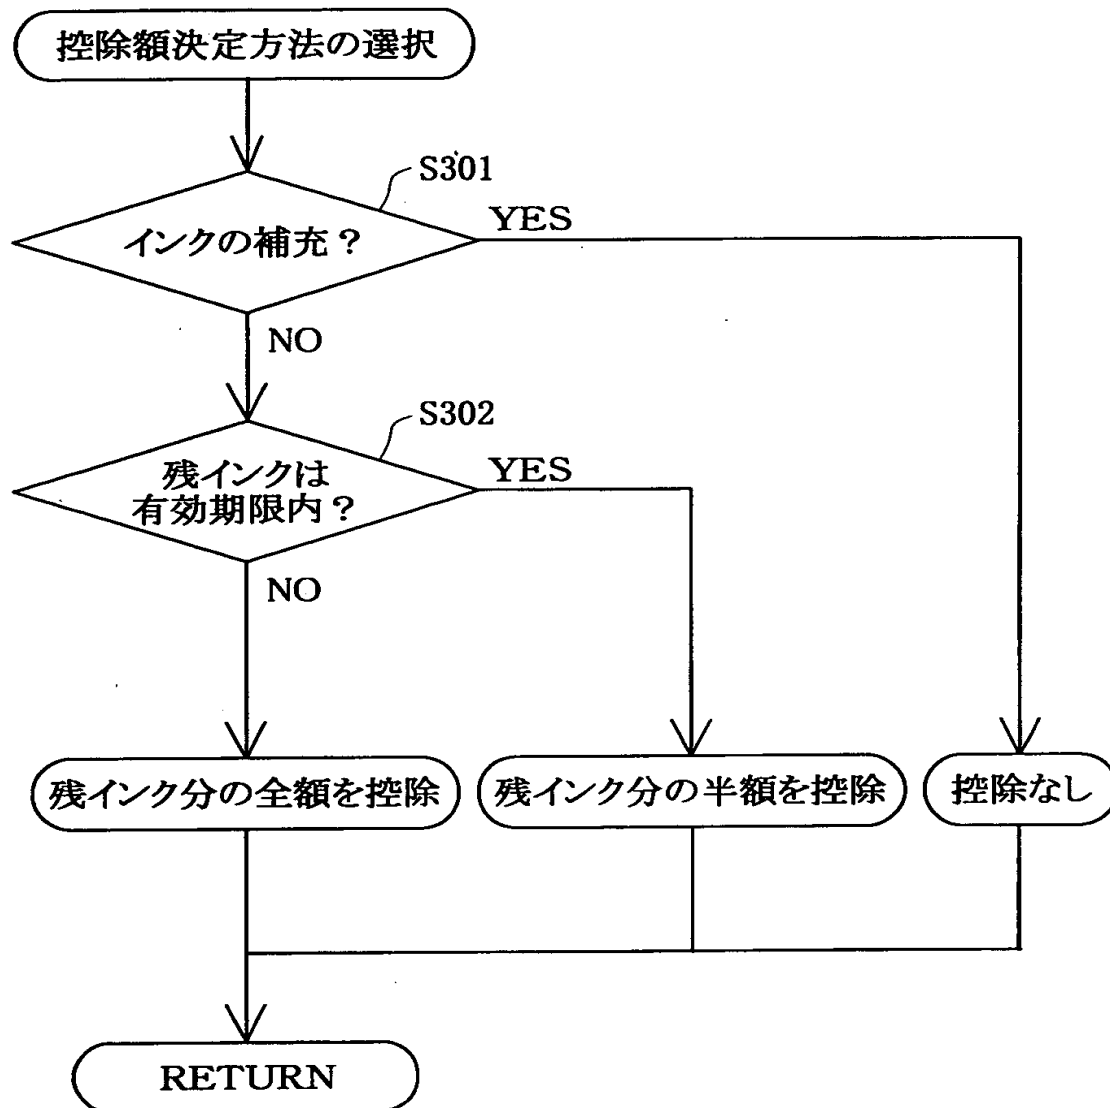 控除額決定方法の選択
S301
インクの補充？
YES
NO
S302
残インクは
有効期限内？
YES
NO
残インク分の全額を控除
残インク分の半額を控除
控除なし
RETURN